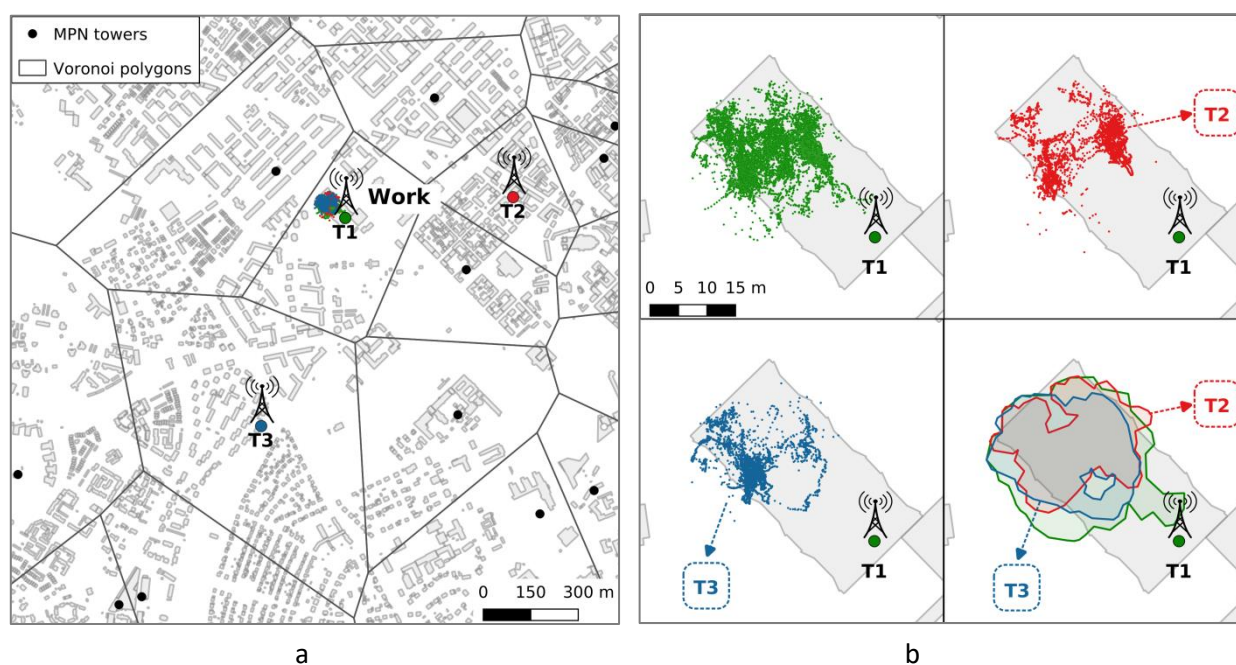 MPN towers
Voronoi polygons
Work
T1
T2
T3
0 150 300 m
a
T1
0 5 10 15 m
T2
T1
T3
T1
T2
T3
T1
b